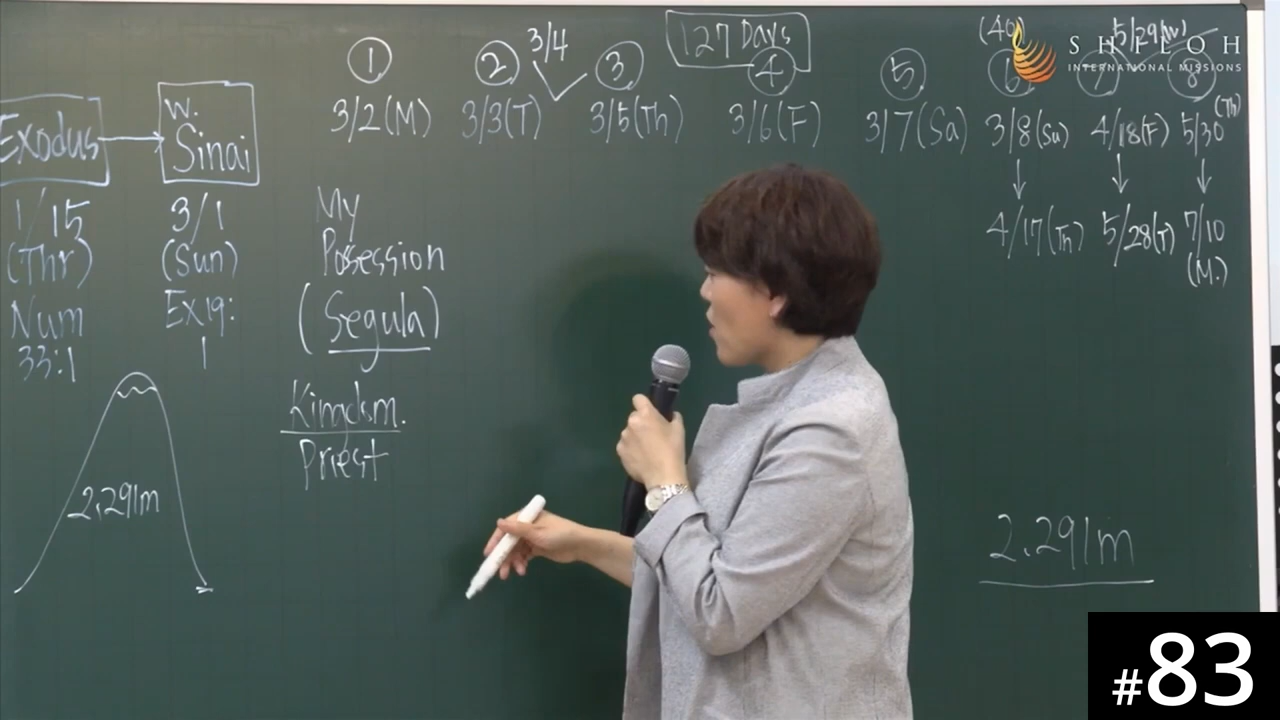 127 Days
(40)
5/29(W)
SHILOH
INTERNATIONAL MISSIONS
3/4
① ② ③ ④ ⑤ ⑥ ⑦ ⑧
3/2(M) 3/3(T) 3/5(Th) 3/6(F) 3/7(Sa) 3/8(Su) 4/18(F) 5/30(Th)
↓ ↓ ↓
4/17(Th) 5/28(T) 7/10
(M.)
Exodus → W. Sinai
1/15
(Thr)
Num
33:1
3/1
(Sun)
Ex19:
1
My
Possession
(Segula)
Kingdom.
Priest
2,291m
2,291m
#83